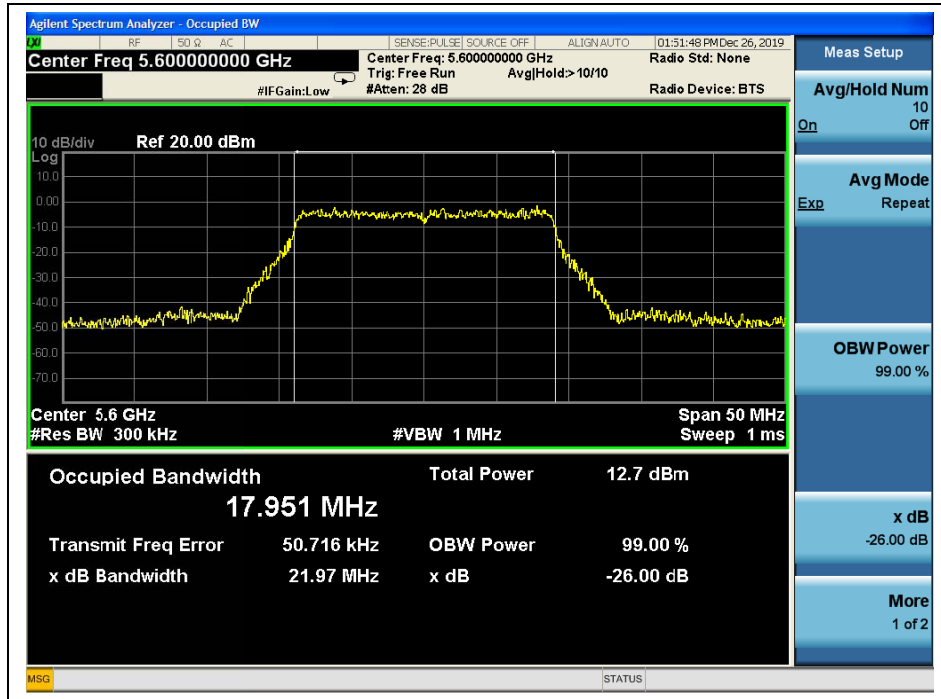 Agilent Spectrum Analyzer - Occupied BW
LXI RF 50 Ω AC SENSE:PULSE SOURCE OFF ALIGN AUTO 01:51:48 PM Dec 26, 2019
Center Freq 5.600000000 GHz
Center Freq: 5.600000000 GHz
Radio Std: None
Trig: Free Run Avg|Hold:> 10/10
#IFGain:Low
#Atten: 28 dB
Radio Device: BTS
10 dB/div Ref 20.00 dBm
Log
10.0
0.00
-10.0
-20.0
-30.0
-40.0
-50.0
-60.0
-70.0
Center 5.6 GHz Span 50 MHz
#Res BW 300 kHz #VBW 1 MHz Sweep 1 ms
Occupied Bandwidth Total Power 12.7 dBm
17.951 MHz
Transmit Freq Error 50.716 kHz OBW Power 99.00 %
x dB Bandwidth 21.97 MHz x dB -26.00 dB
MSG STATUS
Meas Setup
Avg/Hold Num
10
On Off
Avg Mode
Exp Repeat
OBW Power
99.00 %
x dB
-26.00 dB
More
1 of 2